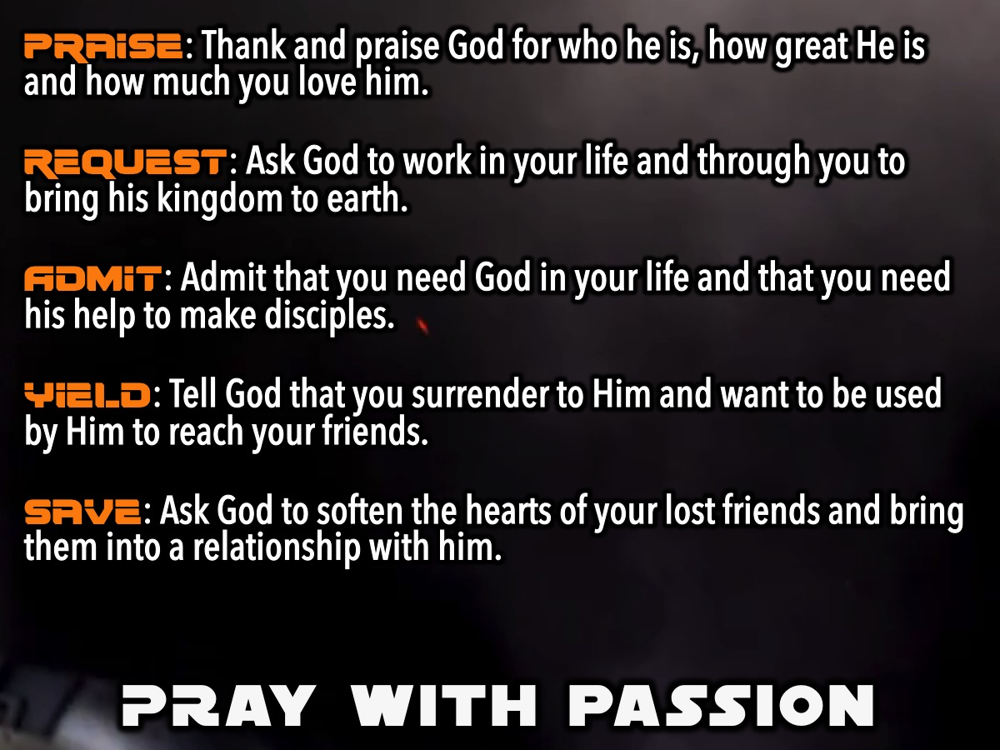 PRAISE: Thank and praise God for who he is, how great He is
and how much you love him.
REQUEST: Ask God to work in your life and through you to
bring his kingdom to earth.
ADMIT: Admit that you need God in your life and that you need
his help to make disciples.
YIELD: Tell God that you surrender to Him and want to be used
by Him to reach your friends.
SAVE: Ask God to soften the hearts of your lost friends and bring
them into a relationship with him.
PRAY WITH PASSION